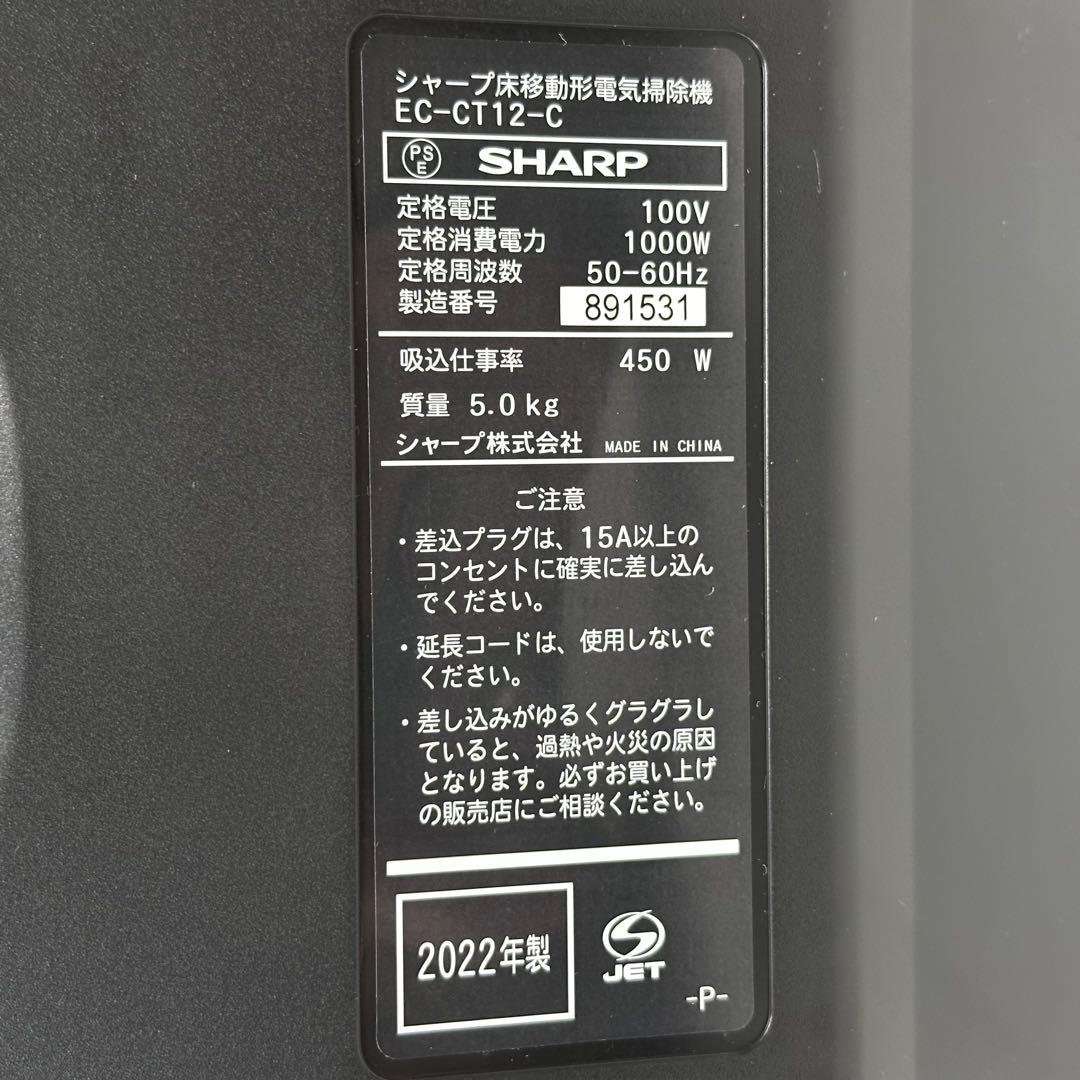 シャープ床移動形電気掃除機
EC-CT12-C
PSE SHARP
定格電圧 100V
定格消費電力 1000W
定格周波数 50-60Hz
製造番号 891531
吸込仕事率 450 W
質量 5.0 kg
シャープ株式会社 MADE IN CHINA
ご注意
・差込プラグは、15A以上の
コンセントに確実に差し込ん
でください。
・延長コードは、使用しないで
ください。
・差し込みがゆるくグラグラし
ていると、過熱や火災の原因
となります。必ずお買い上げ
の販売店にご相談ください。
2022年製
JET
-P-